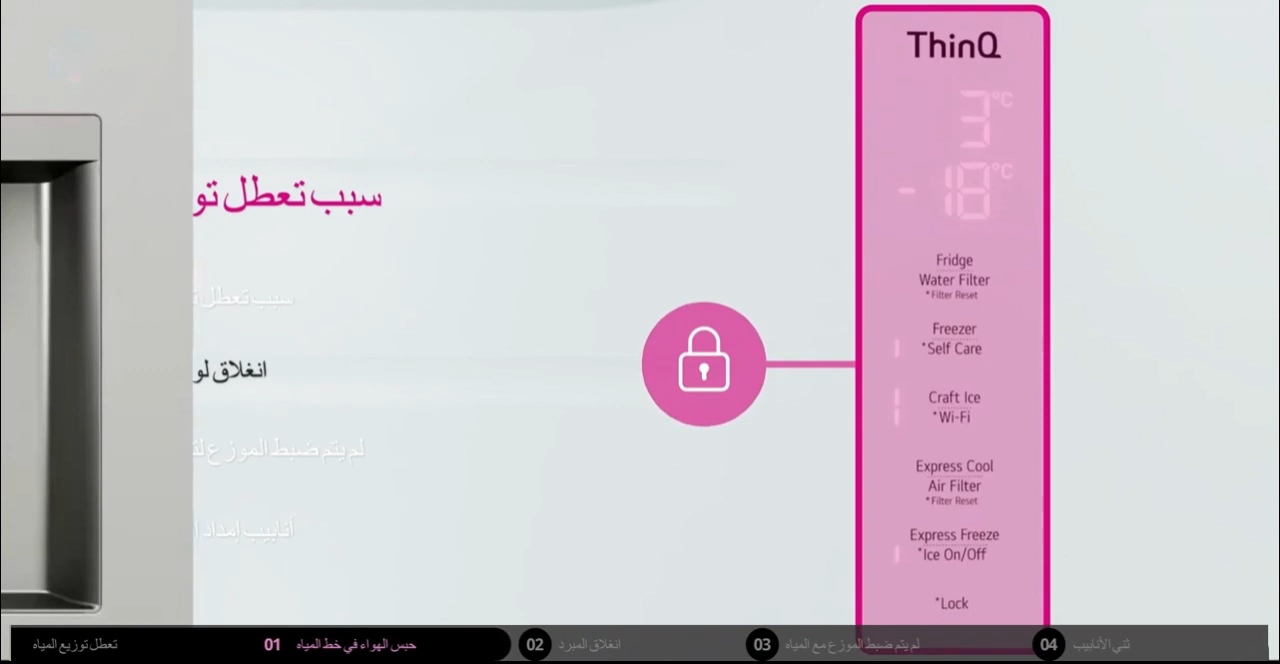 سبب تعطل تو
سبب تعطل
انغلاق لو
لم يتم ضبط الموزع
أنابيب إمداد
ThinQ
3°C
-18°C
Fridge
Water Filter
*Filter Reset
Freezer
*Self Care
Craft Ice
*Wi-Fi
Express Cool
Air Filter
*Filter Reset
Express Freeze
*Ice On/Off
*Lock
تعطل توزيع المياه
01 حبس الهواء في خط المياه
02 انغلاق المبرد
03 لم يتم ضبط الموزع مع المياه
04 ثني الأنابيب